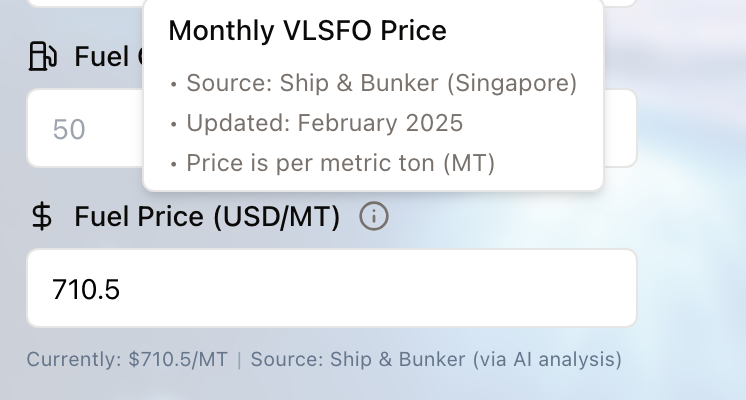 Monthly VLSFO Price
• Source: Ship & Bunker (Singapore)
• Updated: February 2025
• Price is per metric ton (MT)
Fuel
50
Fuel Price (USD/MT)
710.5
Currently: $710.5/MT | Source: Ship & Bunker (via AI analysis)